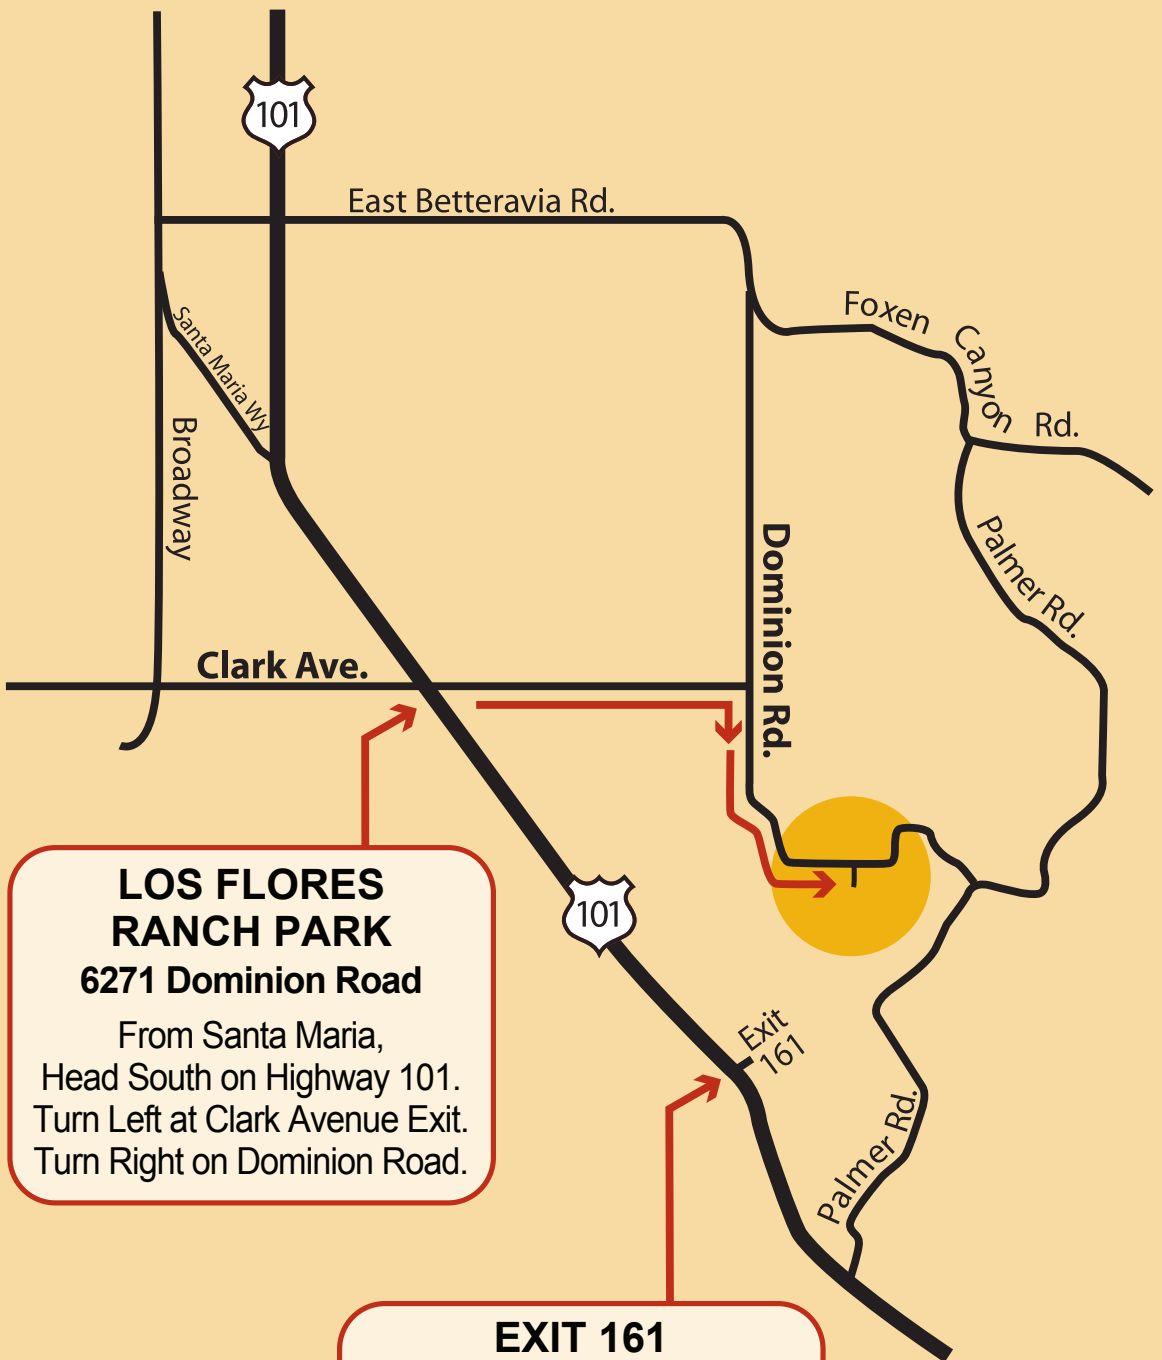 101
East Betteravia Rd.
Foxen Canyon Rd.
Santa Maria Wy
Broadway
Palmer Rd.
Dominion Rd.
Clark Ave.
LOS FLORES
RANCH PARK
6271 Dominion Road
From Santa Maria,
Head South on Highway 101.
Turn Left at Clark Avenue Exit.
Turn Right on Dominion Road.
101
Exit
161
Palmer Rd.
EXIT 161